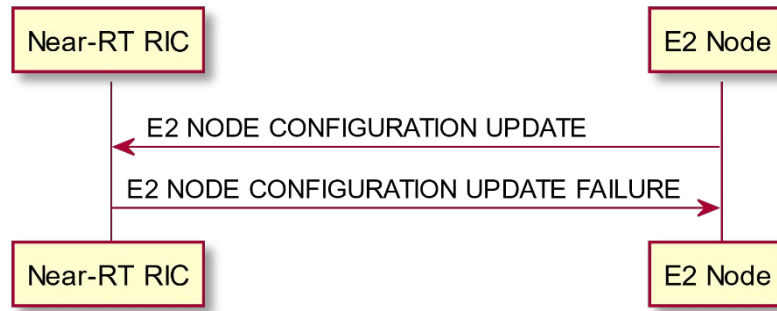 Near-RT RIC
E2 Node
E2 NODE CONFIGURATION UPDATE
E2 NODE CONFIGURATION UPDATE FAILURE
Near-RT RIC
E2 Node